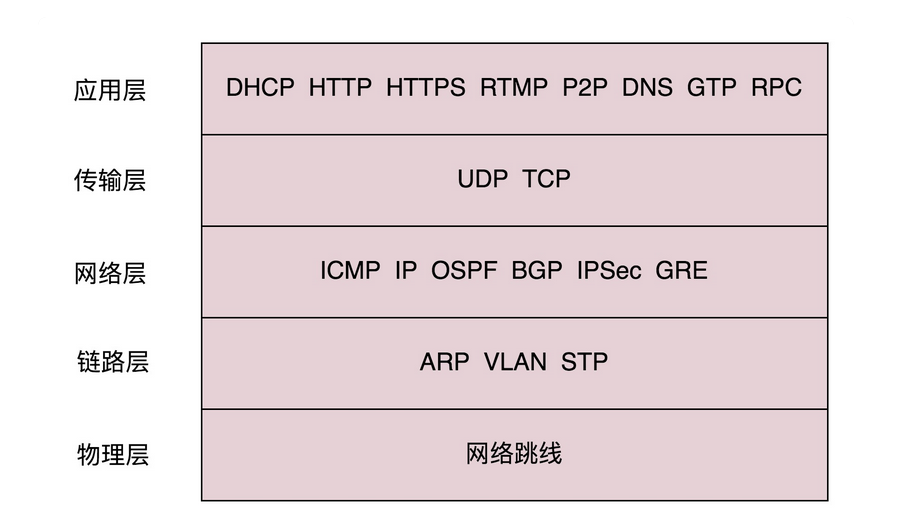 应用层 DHCP HTTP HTTPS RTMP P2P DNS GTP RPC
传输层 UDP TCP
网络层 ICMP IP OSPF BGP IPSec GRE
链路层 ARP VLAN STP
物理层 网络跳线